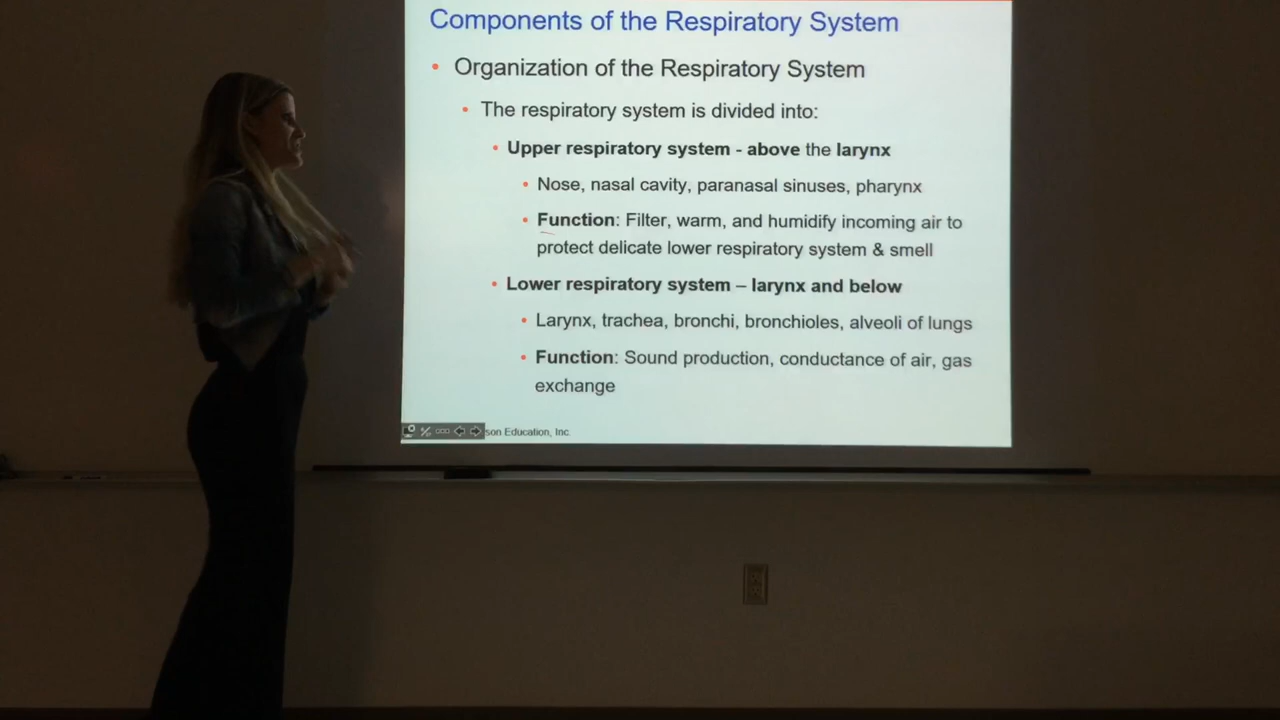 Components of the Respiratory System
• Organization of the Respiratory System
• The respiratory system is divided into:
• Upper respiratory system - above the larynx
• Nose, nasal cavity, paranasal sinuses, pharynx
• Function: Filter, warm, and humidify incoming air to
protect delicate lower respiratory system & smell
• Lower respiratory system – larynx and below
• Larynx, trachea, bronchi, bronchioles, alveoli of lungs
• Function: Sound production, conductance of air, gas
exchange
son Education, Inc.